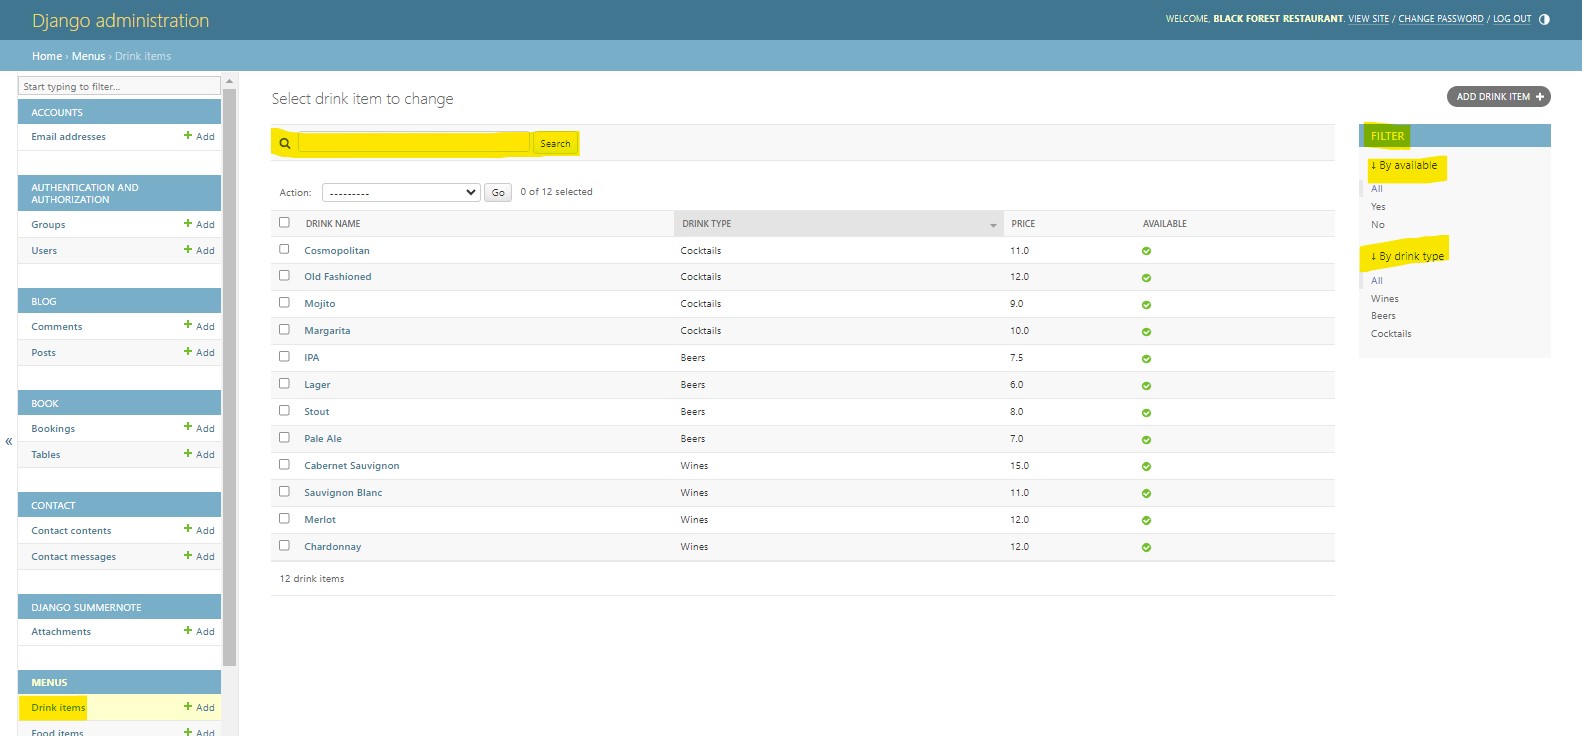 Django administration
WELCOME, BLACK FOREST RESTAURANT. VIEW SITE / CHANGE PASSWORD / LOG OUT
Home › Menus › Drink items
Start typing to filter...
ACCOUNTS
Email addresses + Add
AUTHENTICATION AND
AUTHORIZATION
Groups + Add
Users + Add
BLOG
Comments + Add
Posts + Add
BOOK
Bookings + Add
Tables + Add
CONTACT
Contact contents + Add
Contact messages + Add
DJANGO SUMMERNOTE
Attachments + Add
MENUS
Drink items + Add
Food items + Add
«
Select drink item to change
ADD DRINK ITEM +
Search
Action: --------- Go 0 of 12 selected
DRINK NAME DRINK TYPE PRICE AVAILABLE
Cosmopolitan Cocktails 11.0
Old Fashioned Cocktails 12.0
Mojito Cocktails 9.0
Margarita Cocktails 10.0
IPA Beers 7.5
Lager Beers 6.0
Stout Beers 8.0
Pale Ale Beers 7.0
Cabernet Sauvignon Wines 15.0
Sauvignon Blanc Wines 11.0
Merlot Wines 12.0
Chardonnay Wines 12.0
12 drink items
FILTER
↓ By available
All
Yes
No
↓ By drink type
All
Wines
Beers
Cocktails